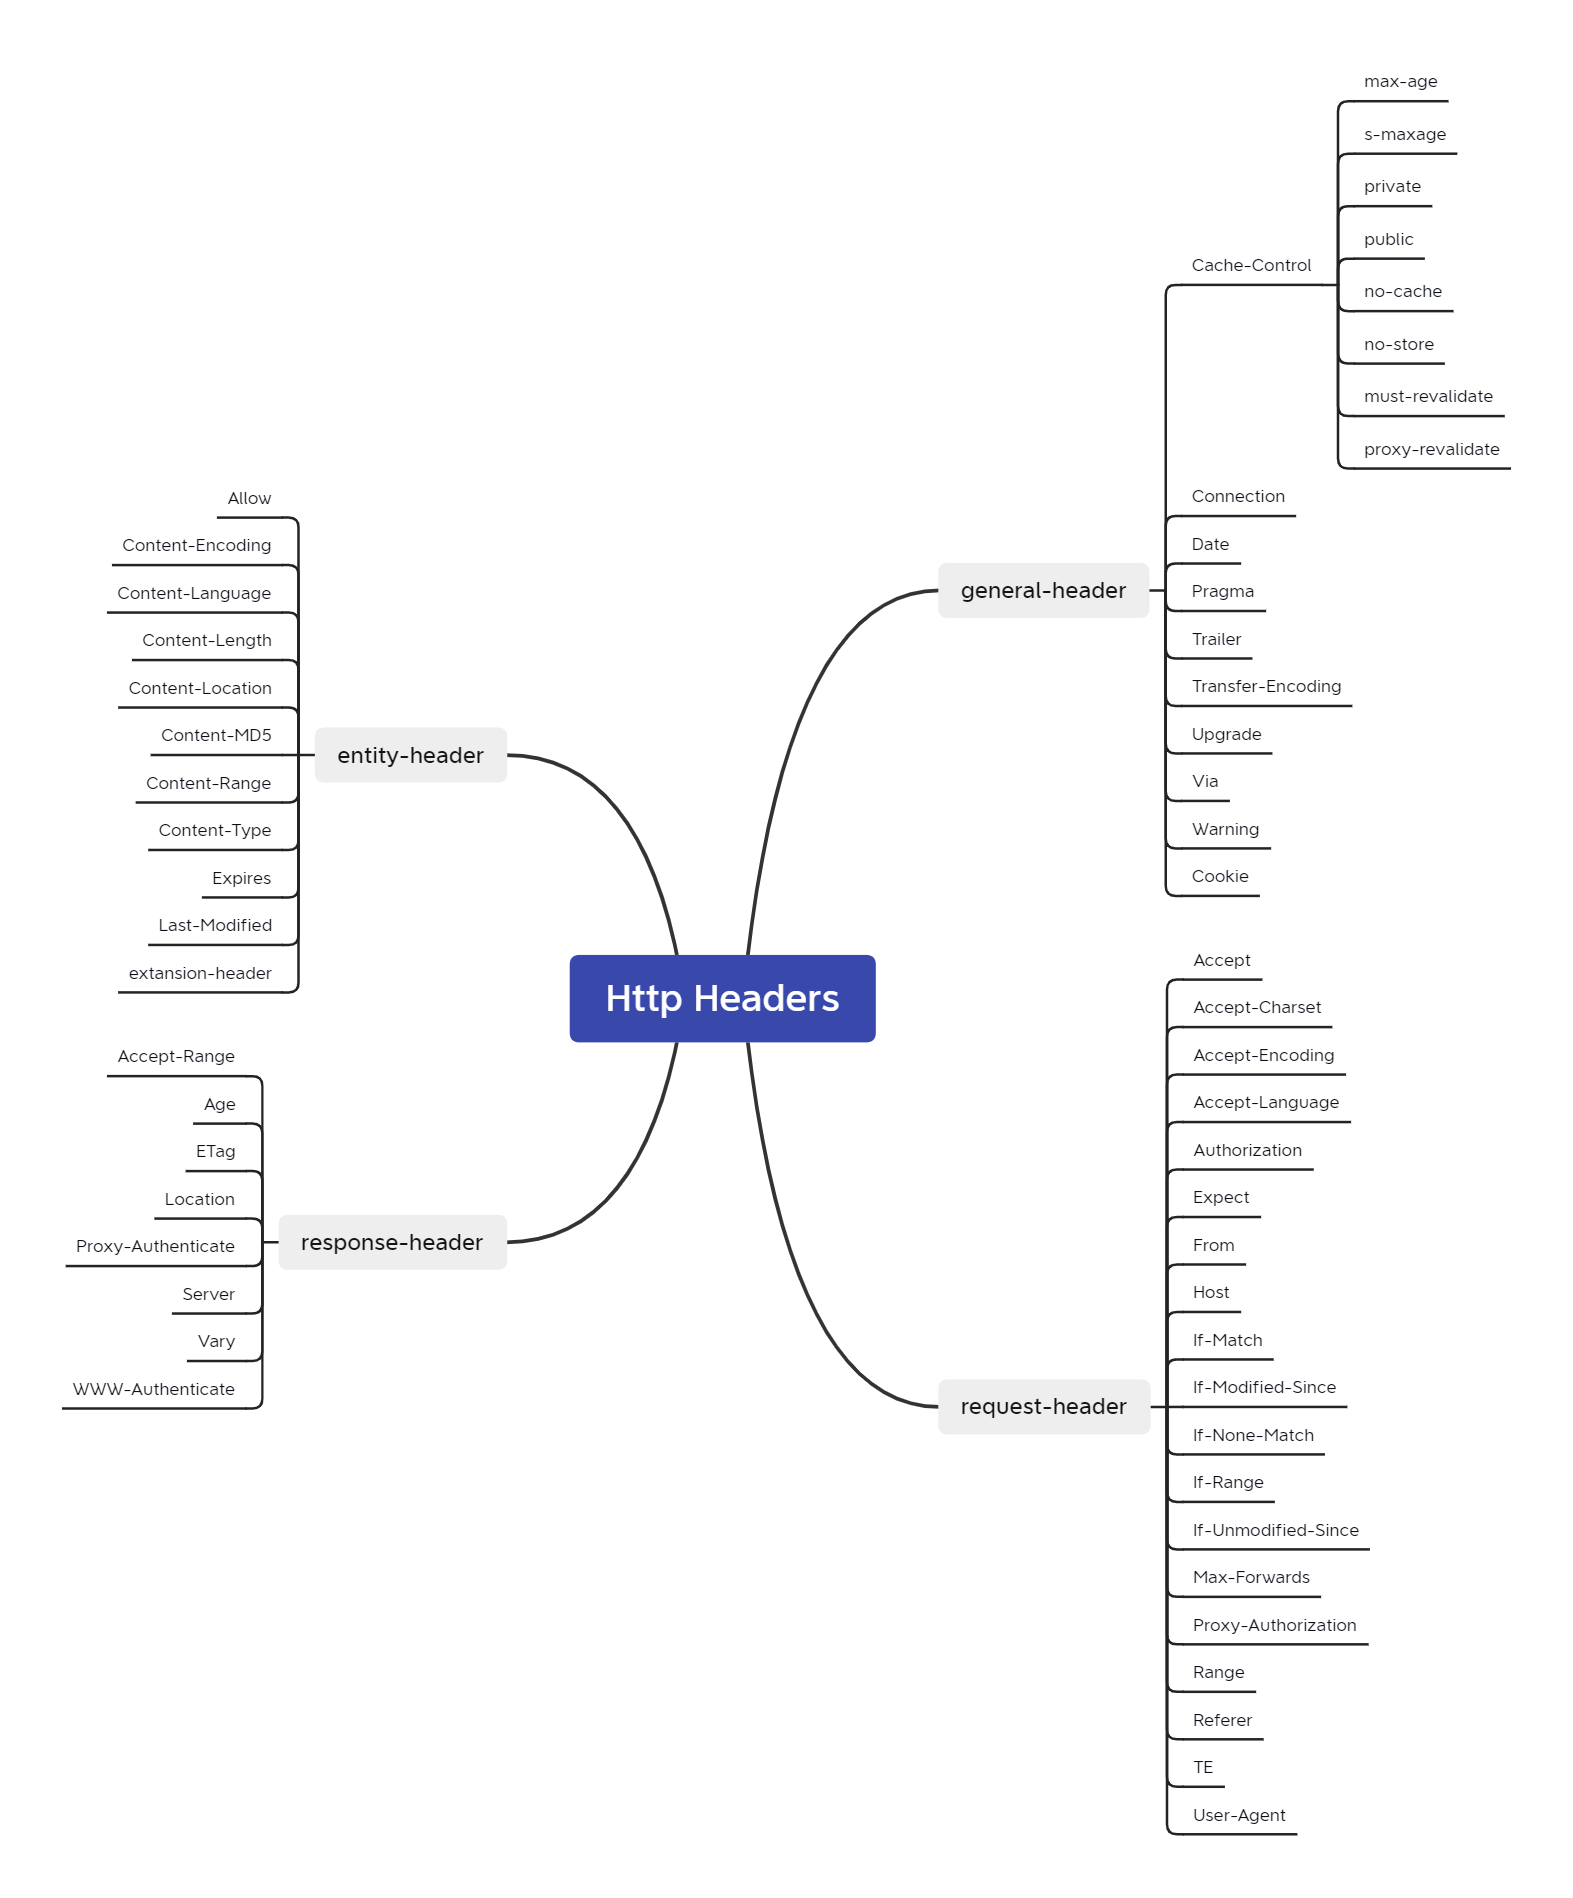 Http Headers
general-header
Cache-Control
max-age
s-maxage
private
public
no-cache
no-store
must-revalidate
proxy-revalidate
Connection
Date
Pragma
Trailer
Transfer-Encoding
Upgrade
Via
Warning
Cookie
request-header
Accept
Accept-Charset
Accept-Encoding
Accept-Language
Authorization
Expect
From
Host
If-Match
If-Modified-Since
If-None-Match
If-Range
If-Unmodified-Since
Max-Forwards
Proxy-Authorization
Range
Referer
TE
User-Agent
entity-header
Allow
Content-Encoding
Content-Language
Content-Length
Content-Location
Content-MD5
Content-Range
Content-Type
Expires
Last-Modified
extansion-header
response-header
Accept-Range
Age
ETag
Location
Proxy-Authenticate
Server
Vary
WWW-Authenticate